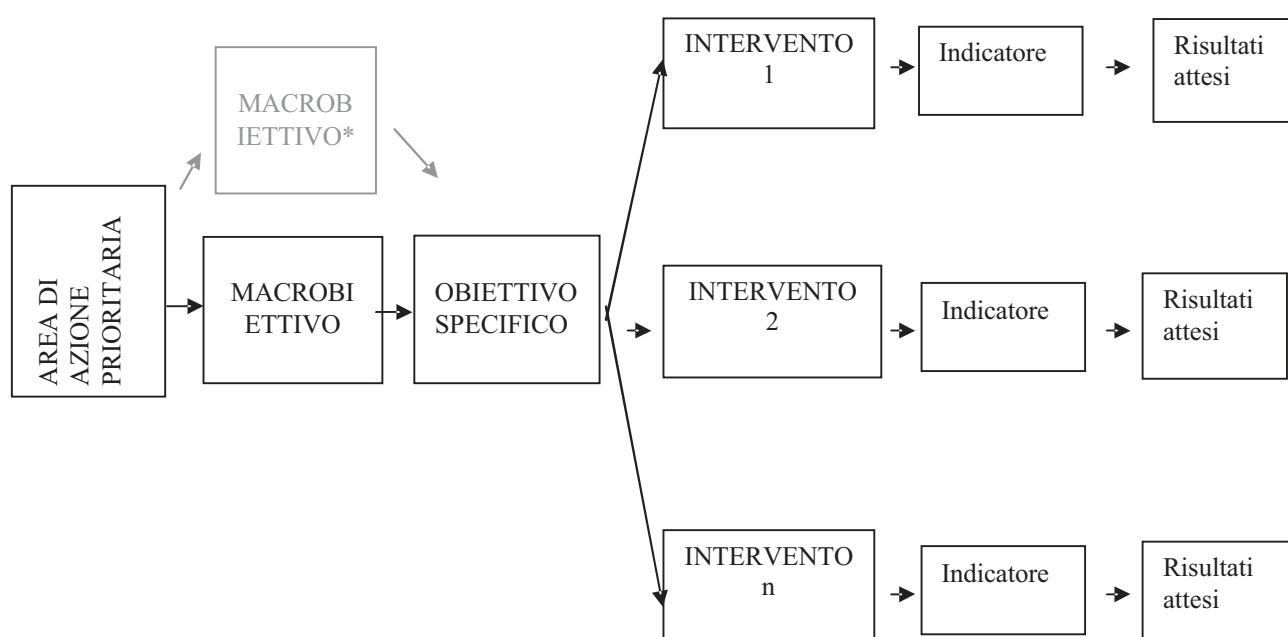 MACROB
IETTIVO*
AREA DI
AZIONE
PRIORITARIA
MACROBI
ETTIVO
OBIETTIVO
SPECIFICO
INTERVENTO
1
Indicatore
Risultati
attesi
INTERVENTO
2
Indicatore
Risultati
attesi
INTERVENTO
n
Indicatore
Risultati
attesi